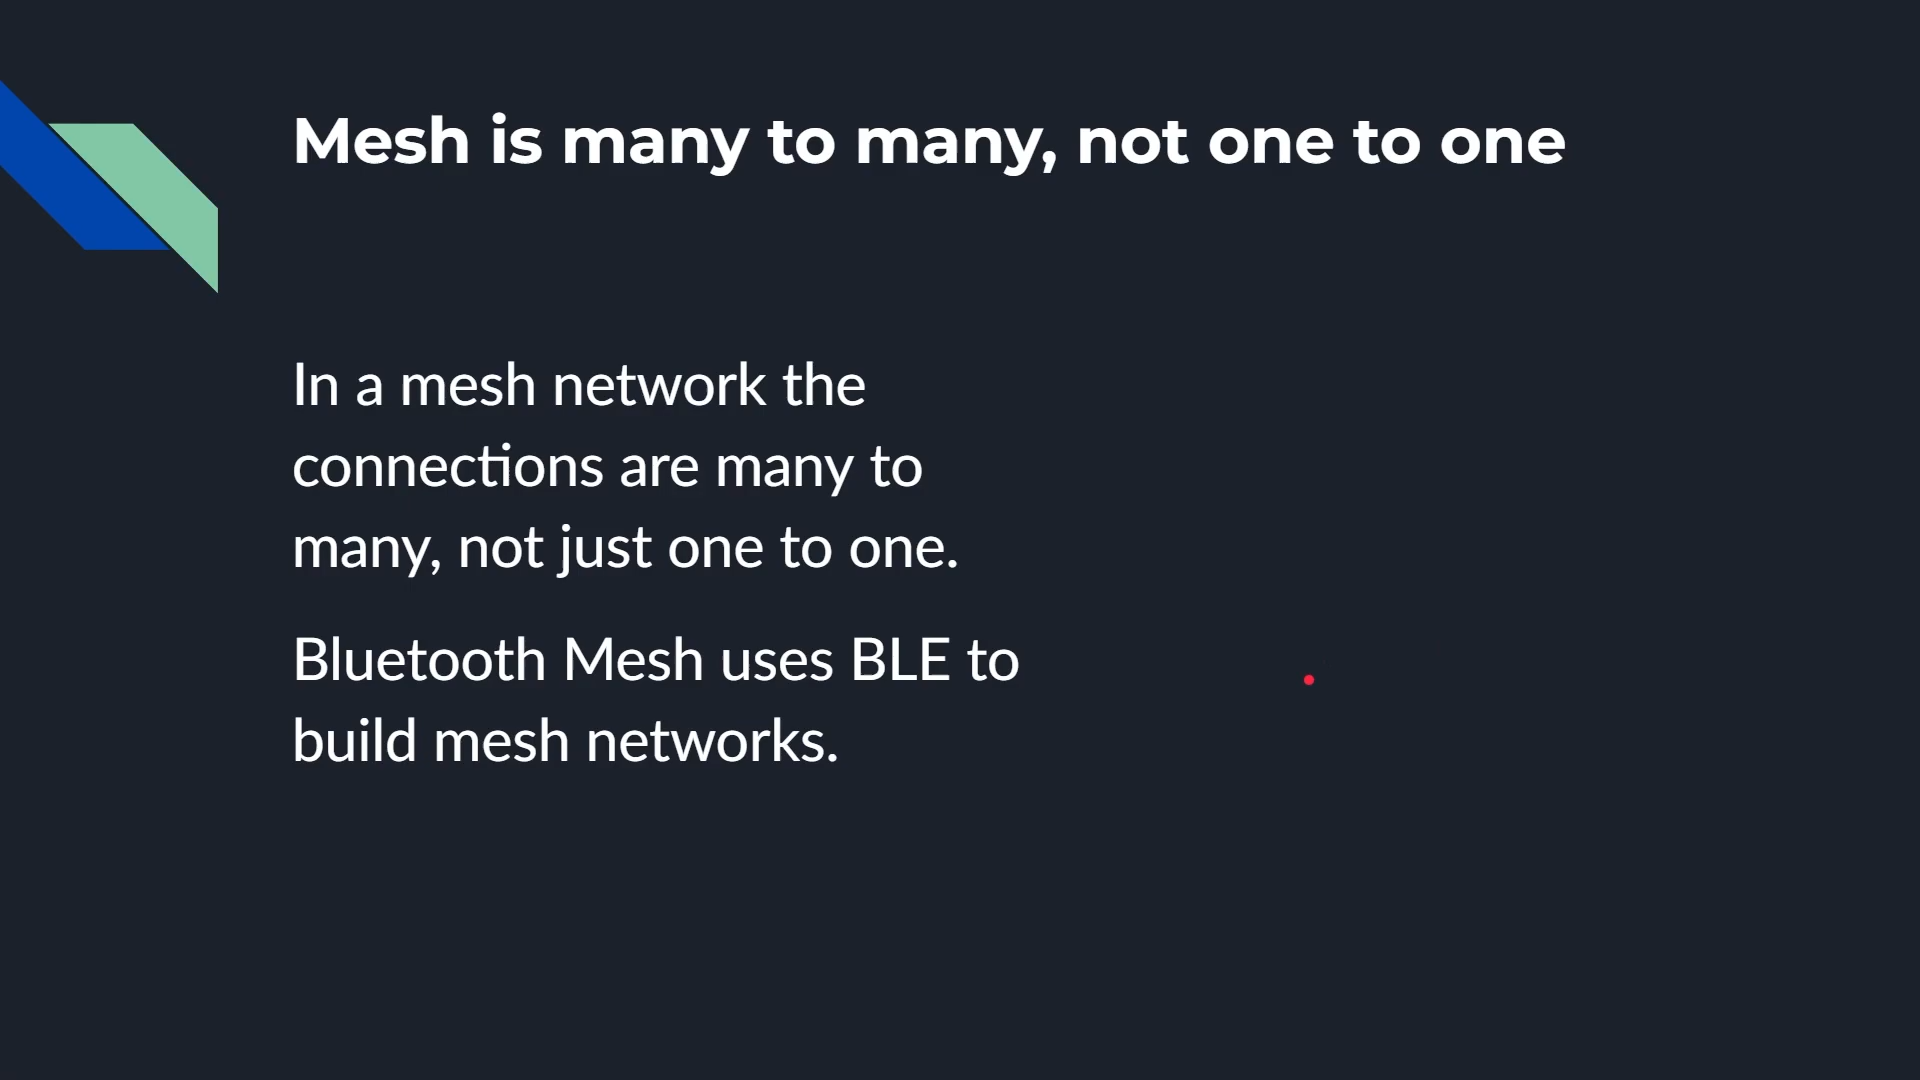 Mesh is many to many, not one to one
In a mesh network the
connections are many to
many, not just one to one.
Bluetooth Mesh uses BLE to
build mesh networks.